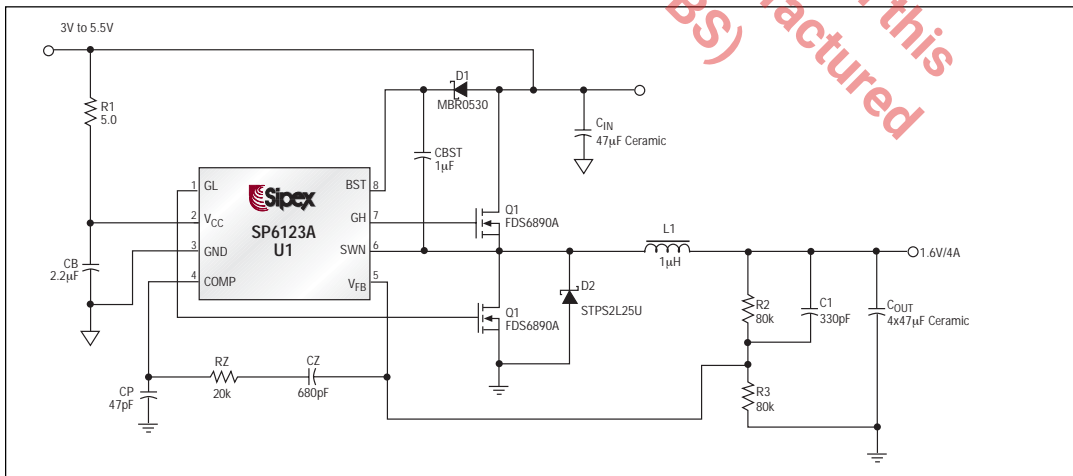 n this
factured
BS)
3V to 5.5V
R1
5.0
D1
MBR0530
CIN
47µF Ceramic
CBST
1µF
1
GL
Sipex
BST
8
2
VCC
SP6123A
GH
7
Q1
FDS6890A
3
GND
U1
SWN
6
L1
1µH
1.6V/4A
CB
2.2µF
4
COMP
VFB
5
D2
STPS2L25U
Q1
FDS6890A
R2
80k
C1
330pF
COUT
4x47µF Ceramic
RZ
20k
CZ
680pF
CP
47pF
R3
80k